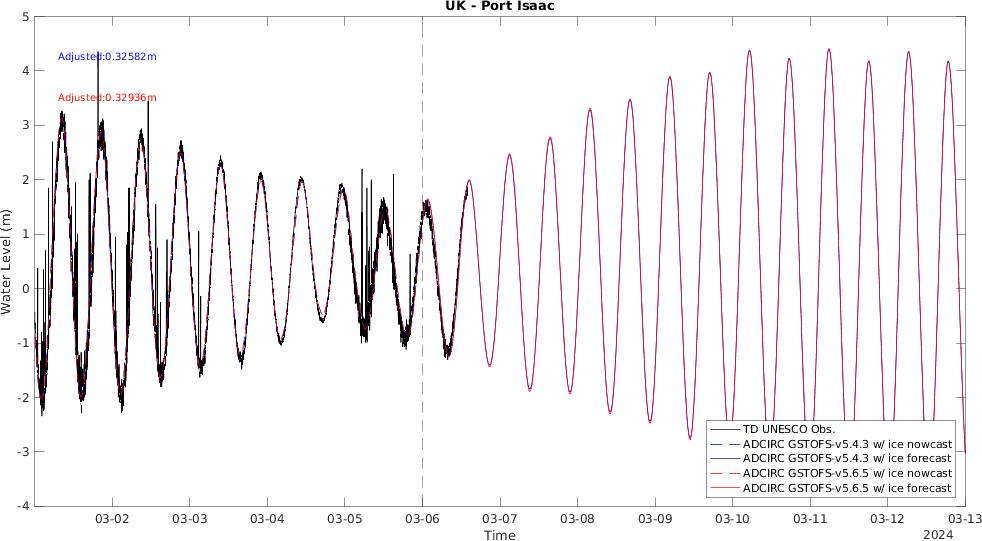 UK - Port Isaac
5
4
3
2
1
0
-1
-2
-3
-4
Water Level (m)
Adjusted:0.32582m
Adjusted:0.32936m
TD UNESCO Obs.
ADCIRC GSTOFS-v5.4.3 w/ ice nowcast
ADCIRC GSTOFS-v5.4.3 w/ ice forecast
ADCIRC GSTOFS-v5.6.5 w/ ice nowcast
ADCIRC GSTOFS-v5.6.5 w/ ice forecast
03-02 03-03 03-04 03-05 03-06 03-07 03-08 03-09 03-10 03-11 03-12 03-13
Time
2024